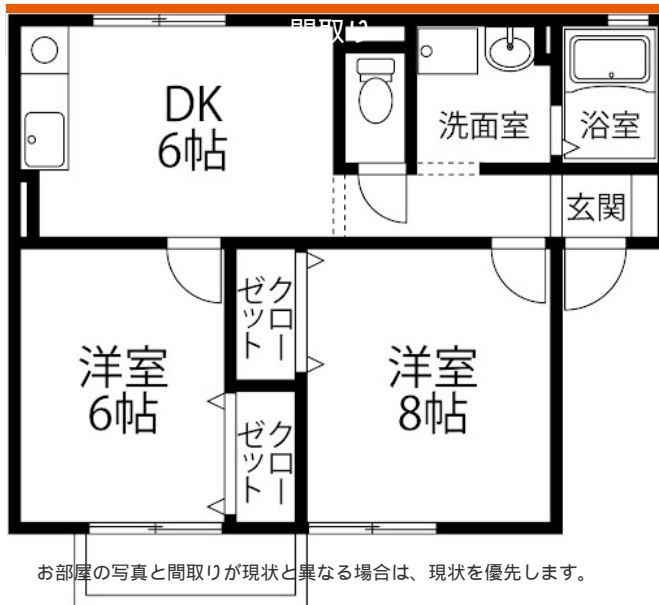 間取り
DK
6帖
洗面室
浴室
玄関
クローゼット
洋室
6帖
洋室
8帖
クローゼット
お部屋の写真と間取りが現状と異なる場合は、現状を優先します。